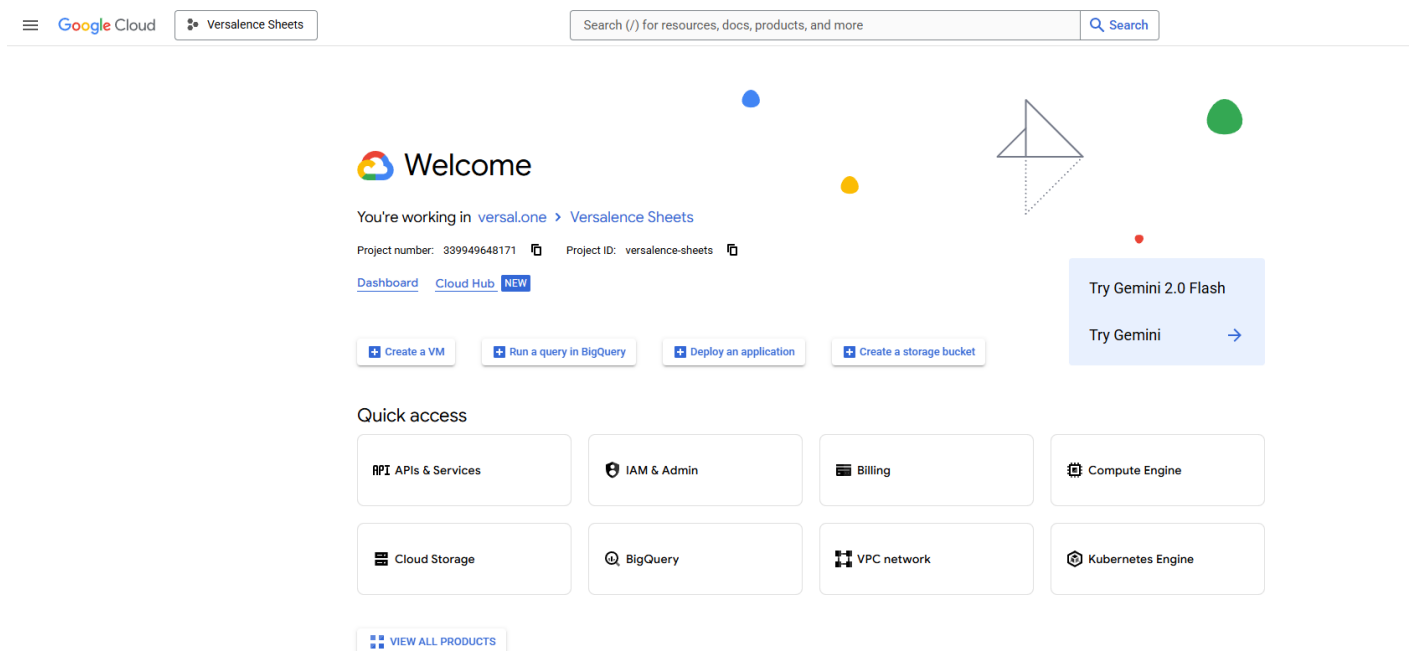 Google Cloud
Versalence Sheets
Search (/) for resources, docs, products, and more
Search
Welcome
You're working in versal.one > Versalence Sheets
Project number: 339949648171 Project ID: versalence-sheets
Dashboard Cloud Hub NEW
Try Gemini 2.0 Flash
Try Gemini
Create a VM
Run a query in BigQuery
Deploy an application
Create a storage bucket
Quick access
API APIs & Services
IAM & Admin
Billing
Compute Engine
Cloud Storage
BigQuery
VPC network
Kubernetes Engine
VIEW ALL PRODUCTS